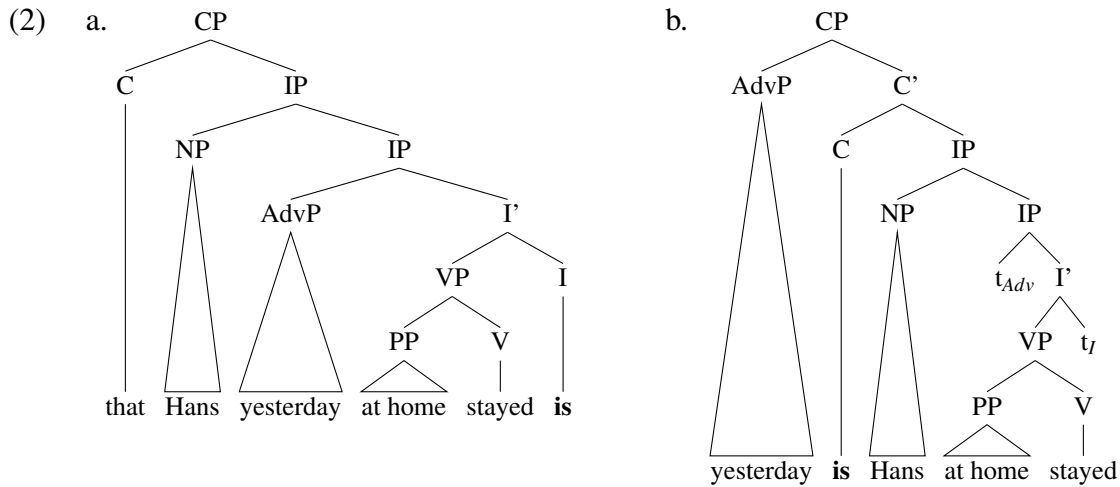 (2) a. CP b. CP
C IP AdvP C’
NP IP C IP
AdvP I’ NP IP
VP I t_Adv I’
PP V VP t_I
that Hans yesterday at home stayed is PP V
yesterday is Hans at home stayed